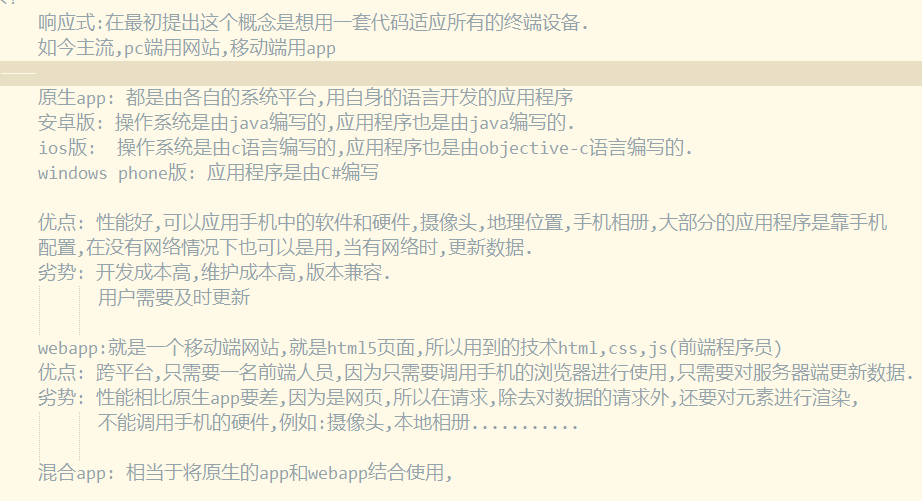 响应式:在最初提出这个概念是想用一套代码适应所有的终端设备.
如今主流,pc端用网站,移动端用app
原生app: 都是由各自的系统平台,用自身的语言开发的应用程序
安卓版: 操作系统是由java编写的,应用程序也是由java编写的.
ios版:  操作系统是由c语言编写的,应用程序也是由objective-c语言编写的.
windows phone版: 应用程序是由C#编写
优点: 性能好,可以应用手机中的软件和硬件,摄像头,地理位置,手机相册,大部分的应用程序是靠手机
配置,在没有网络情况下也可以是用,当有网络时,更新数据.
劣势: 开发成本高,维护成本高,版本兼容.
用户需要及时更新
webapp:就是一个移动端网站,就是html5页面,所以用到的技术html,css,js(前端程序员)
优点: 跨平台,只需要一名前端人员,因为只需要调用手机的浏览器进行使用,只需要对服务器端更新数据.
劣势: 性能相比原生app要差,因为是网页,所以在请求,除去对数据的请求外,还要对元素进行渲染,
不能调用手机的硬件,例如:摄像头,本地相册...........
混合app: 相当于将原生的app和webapp结合使用,